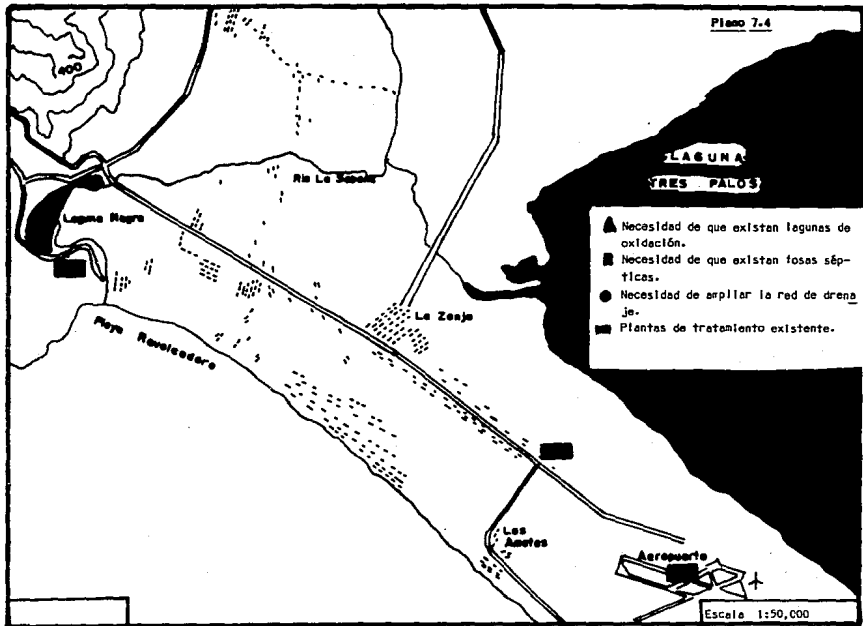 Plano 7.4
400
LAGUNA
TRES PALOS
Río La Sabana
Laguna Negra
Necesidad de que existan lagunas de
oxidación.
Necesidad de que existan fosas sép-
ticas.
Necesidad de ampliar la red de drena
je.
Plantas de tratamiento existente.
La Zanja
Playa Revolcadero
Los
Amates
Aeropuerto
Escala 1:50,000